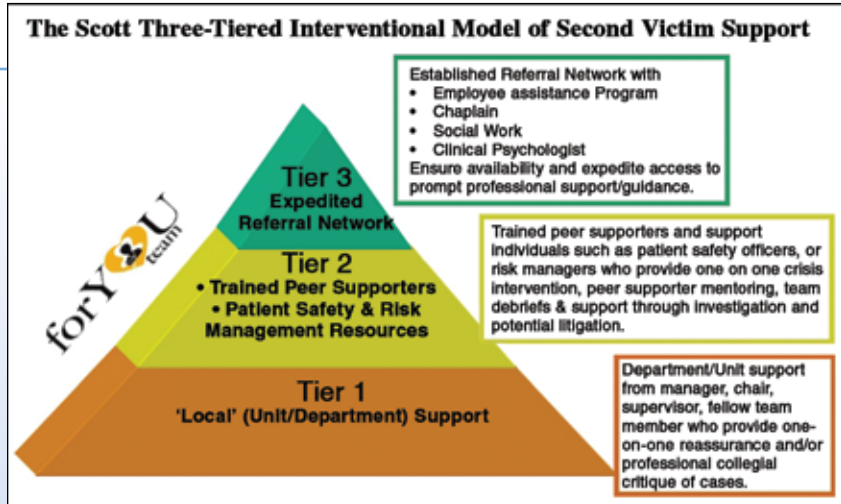 The Scott Three-Tiered Interventional Model of Second Victim Support
Established Referral Network with
• Employee assistance Program
• Chaplain
• Social Work
• Clinical Psychologist
Ensure availability and expedite access to
prompt professional support/guidance.
Tier 3
Expedited
Referral Network
forYOU
team
Trained peer supporters and support
individuals such as patient safety officers, or
risk managers who provide one on one crisis
intervention, peer supporter mentoring, team
debriefs & support through investigation and
potential litigation.
Tier 2
• Trained Peer Supporters
• Patient Safety & Risk
Management Resources
Department/Unit support
from manager, chair,
supervisor, fellow team
member who provide one-
on-one reassurance and/or
professional collegial
critique of cases.
Tier 1
‘Local’ (Unit/Department) Support